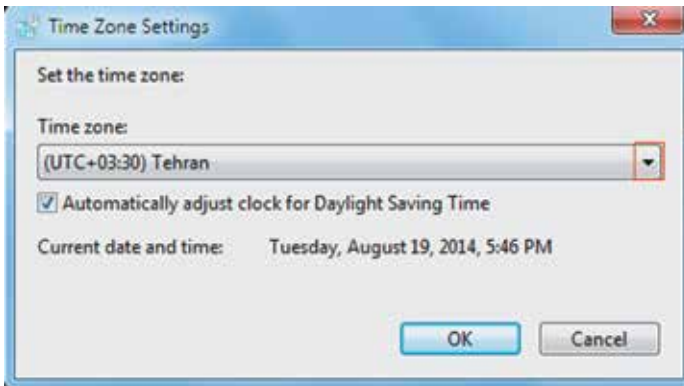 Time Zone Settings
Set the time zone:
Time zone:
(UTC+03:30) Tehran
Automatically adjust clock for Daylight Saving Time
Current date and time: Tuesday, August 19, 2014, 5:46 PM
OK Cancel